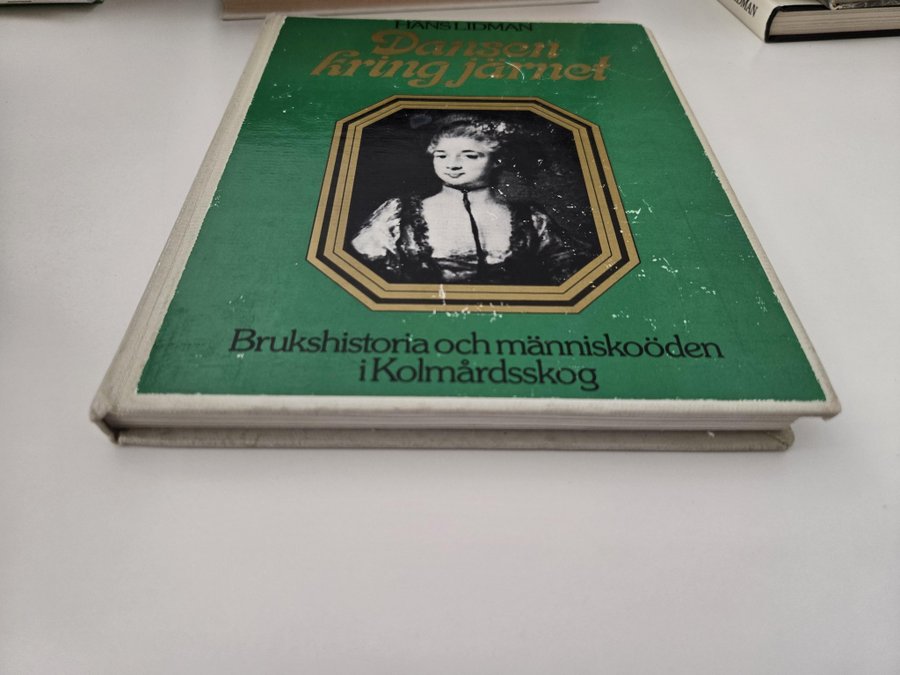 HANS LIDMAN
Dansen
kring järnet
Brukshistoria och människoöden
i Kolmårdsskog